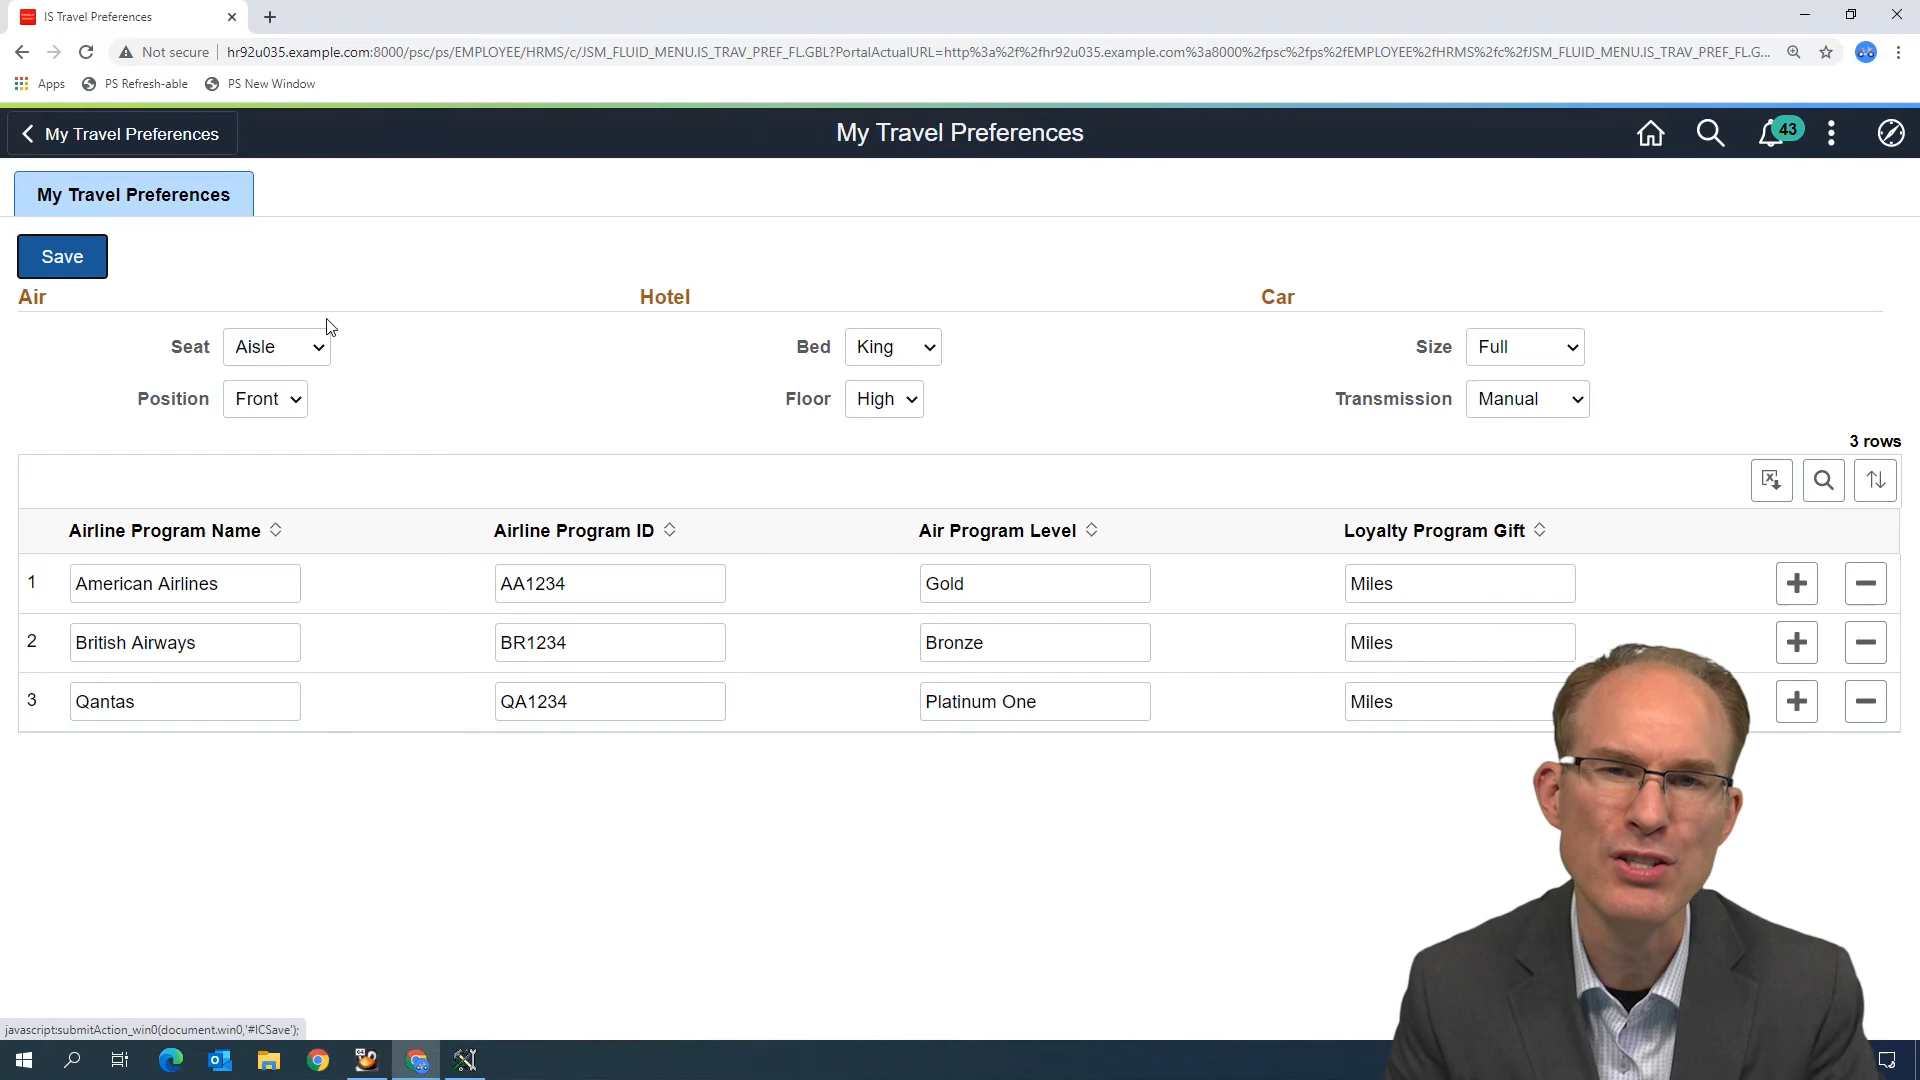 IS Travel Preferences
Not secure hr92u035.example.com:8000/psc/ps/EMPLOYEE/HRMS/c/JSM_FLUID_MENU.IS_TRAV_PREF_FL.GBL?PortalActualURL=http%3a%2f%2fhr92u035.example.com%3a8000%2fpsc%2fps%2fEMPLOYEE%2fHRMS%2fc%2fJSM_FLUID_MENU.IS_TRAV_PREF_FL.G...
Apps PS Refresh-able PS New Window
My Travel Preferences My Travel Preferences 43
My Travel Preferences
Save
Air Hotel Car
Seat Aisle Bed King Size Full
Position Front Floor High Transmission Manual
3 rows
Airline Program Name Airline Program ID Air Program Level Loyalty Program Gift
1 American Airlines AA1234 Gold Miles
2 British Airways BR1234 Bronze Miles
3 Qantas QA1234 Platinum One Miles
javascript:submitAction_win0(document.win0,'#ICSave');